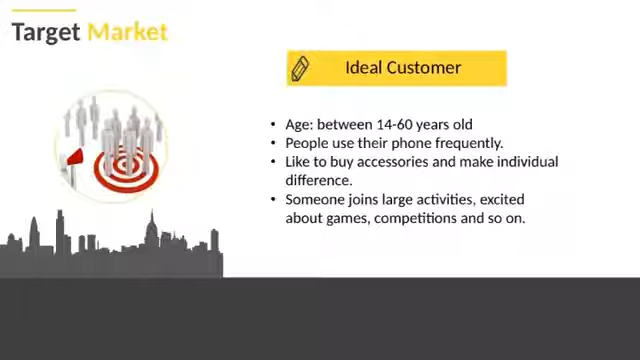 Target Market
Ideal Customer
• Age: between 14-60 years old
• People use their phone frequently.
• Like to buy accessories and make individual
difference.
• Someone joins large activities, excited
about games, competitions and so on.